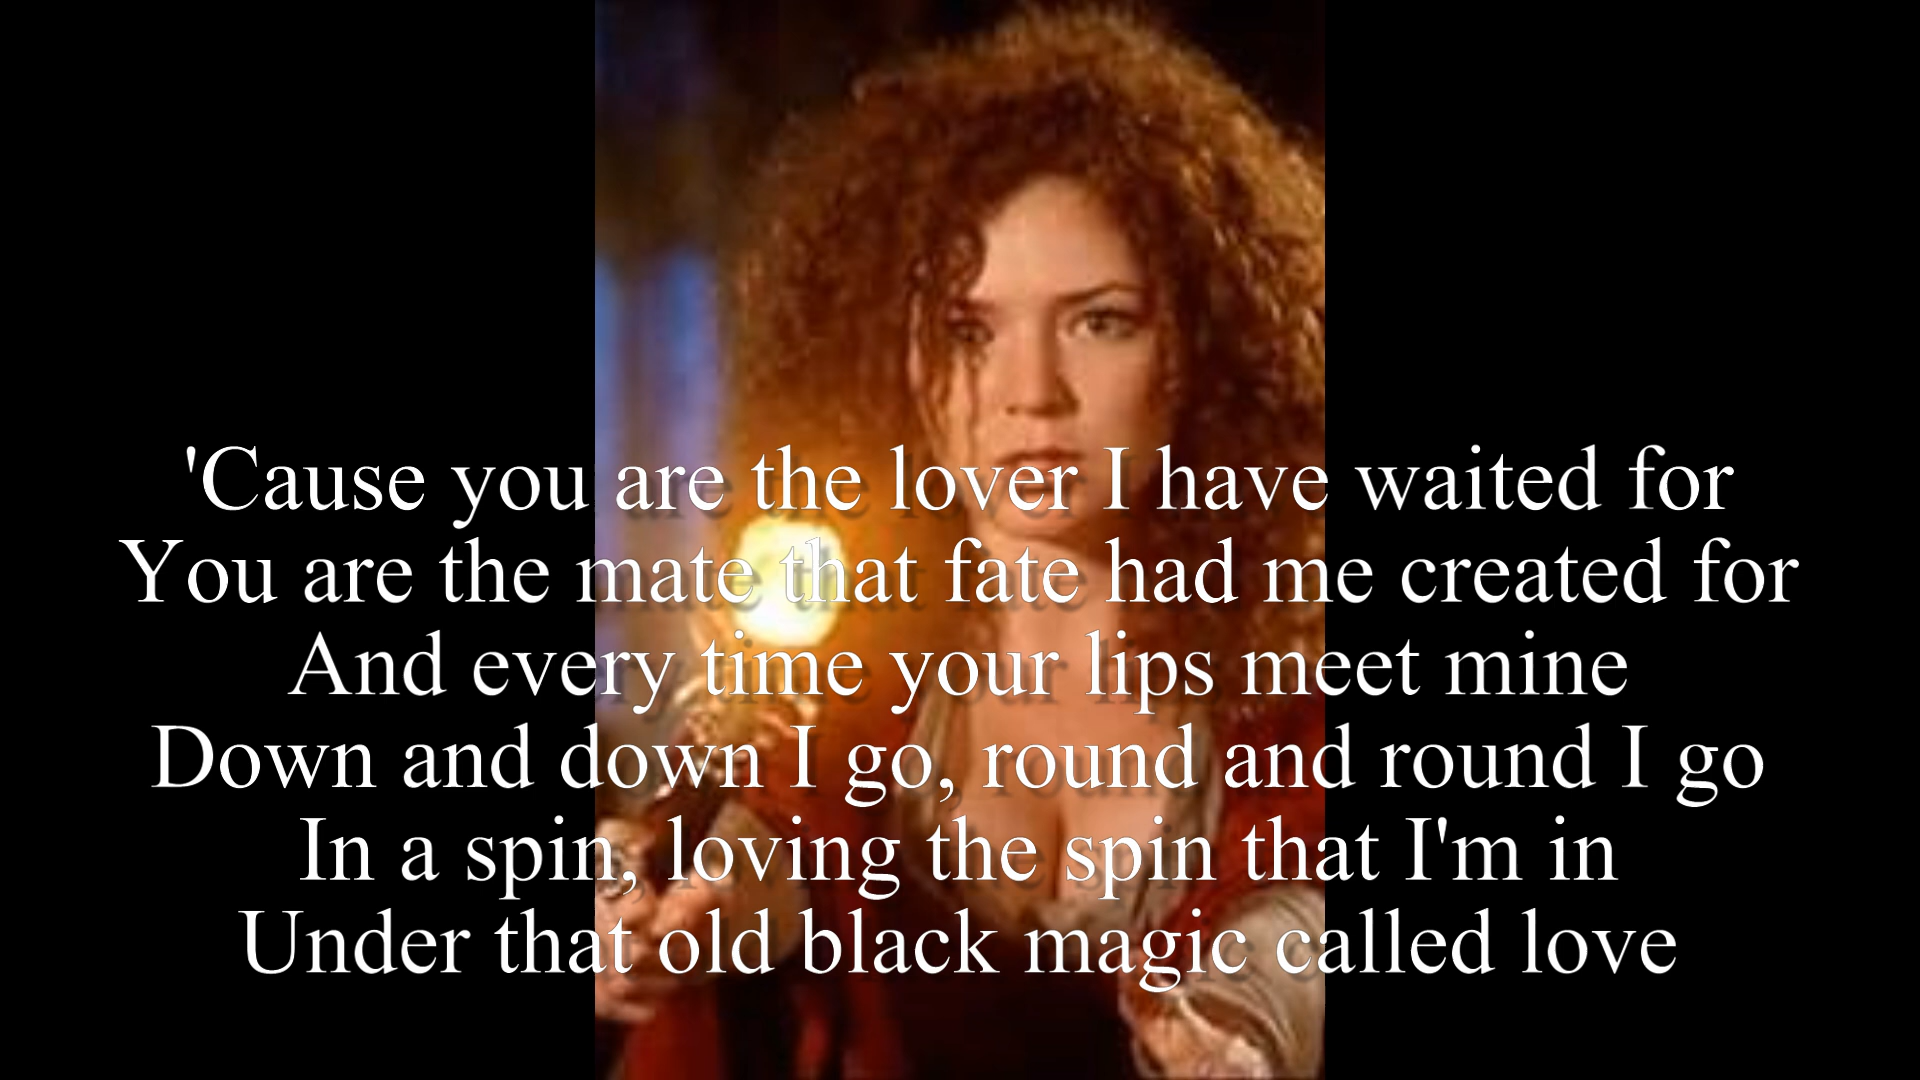 'Cause you are the lover I have waited for
You are the mate that fate had me created for
And every time your lips meet mine
Down and down I go, round and round I go
In a spin, loving the spin that I'm in
Under that old black magic called love